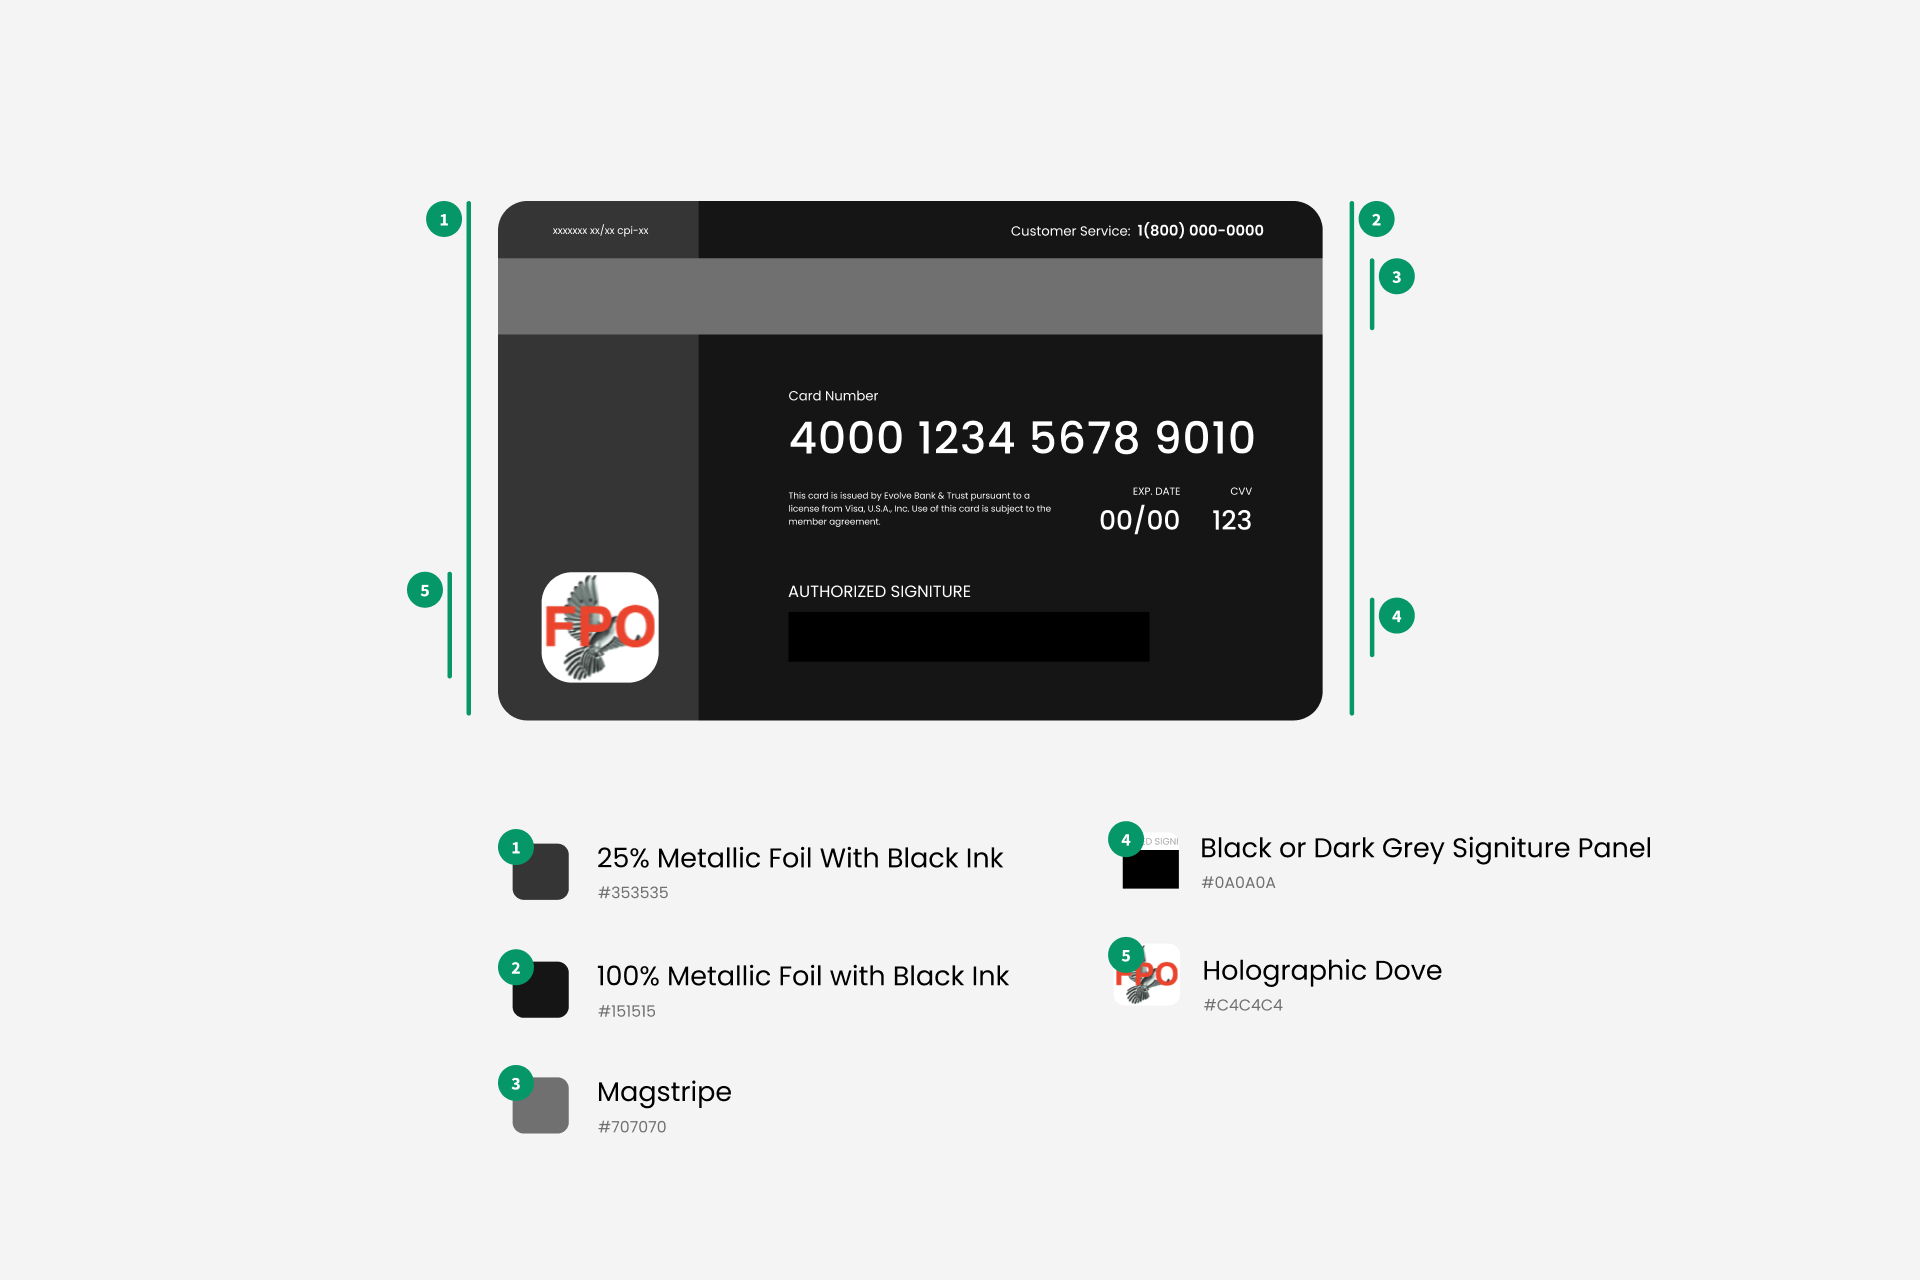 1
2
xxxxxxx xx/xx cpi-xx
Customer Service: 1(800) 000-0000
3
Card Number
4000 1234 5678 9010
This card is issued by Evolve Bank & Trust pursuant to a
license from Visa, U.S.A., Inc. Use of this card is subject to the
member agreement.
EXP. DATE
00/00
CVV
123
5
FPO
AUTHORIZED SIGNITURE
4
1
25% Metallic Foil With Black Ink
#353535
2
100% Metallic Foil with Black Ink
#151515
3
Magstripe
#707070
4
D SIGNI
Black or Dark Grey Signiture Panel
#0A0A0A
5
FPO
Holographic Dove
#C4C4C4